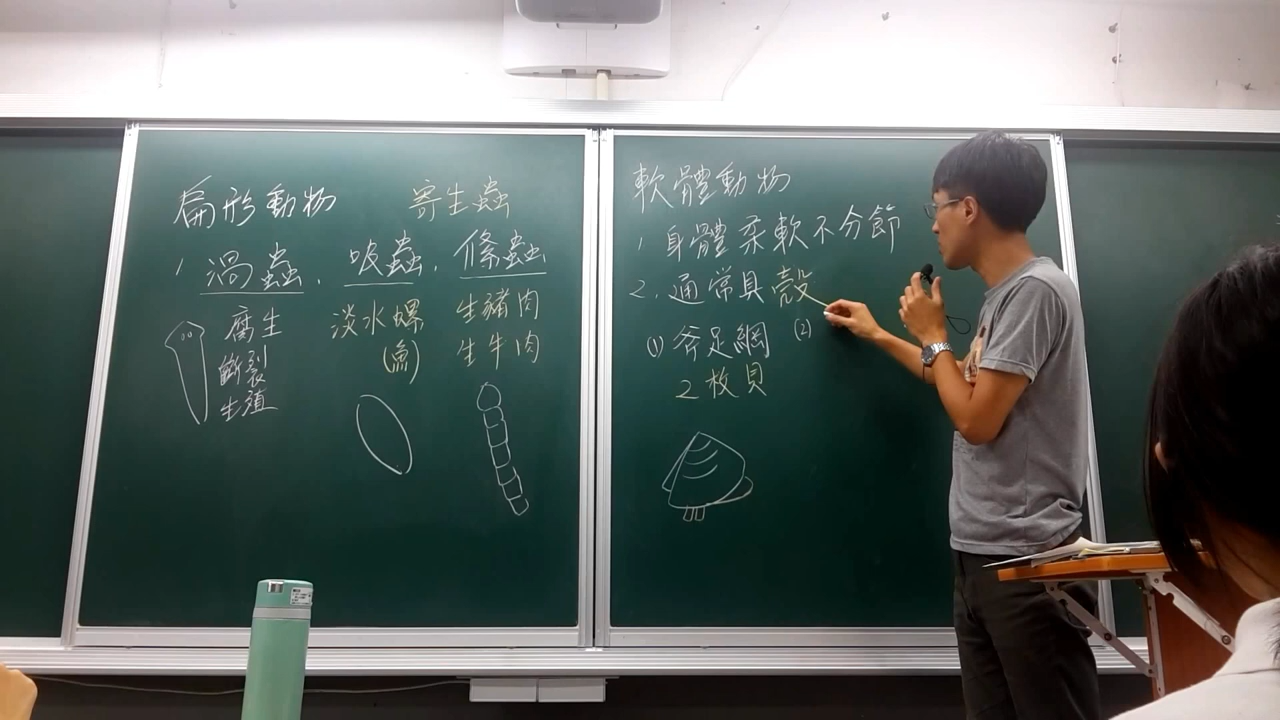 扁形動物 寄生蟲
1 渦蟲. 吸蟲. 條蟲
腐生
斷裂
生殖
淡水螺
(魚)
生豬肉
生牛肉
軟體動物
1 身體柔軟不分節
2. 通常具殼
(1) 斧足綱
2枚貝
(2)